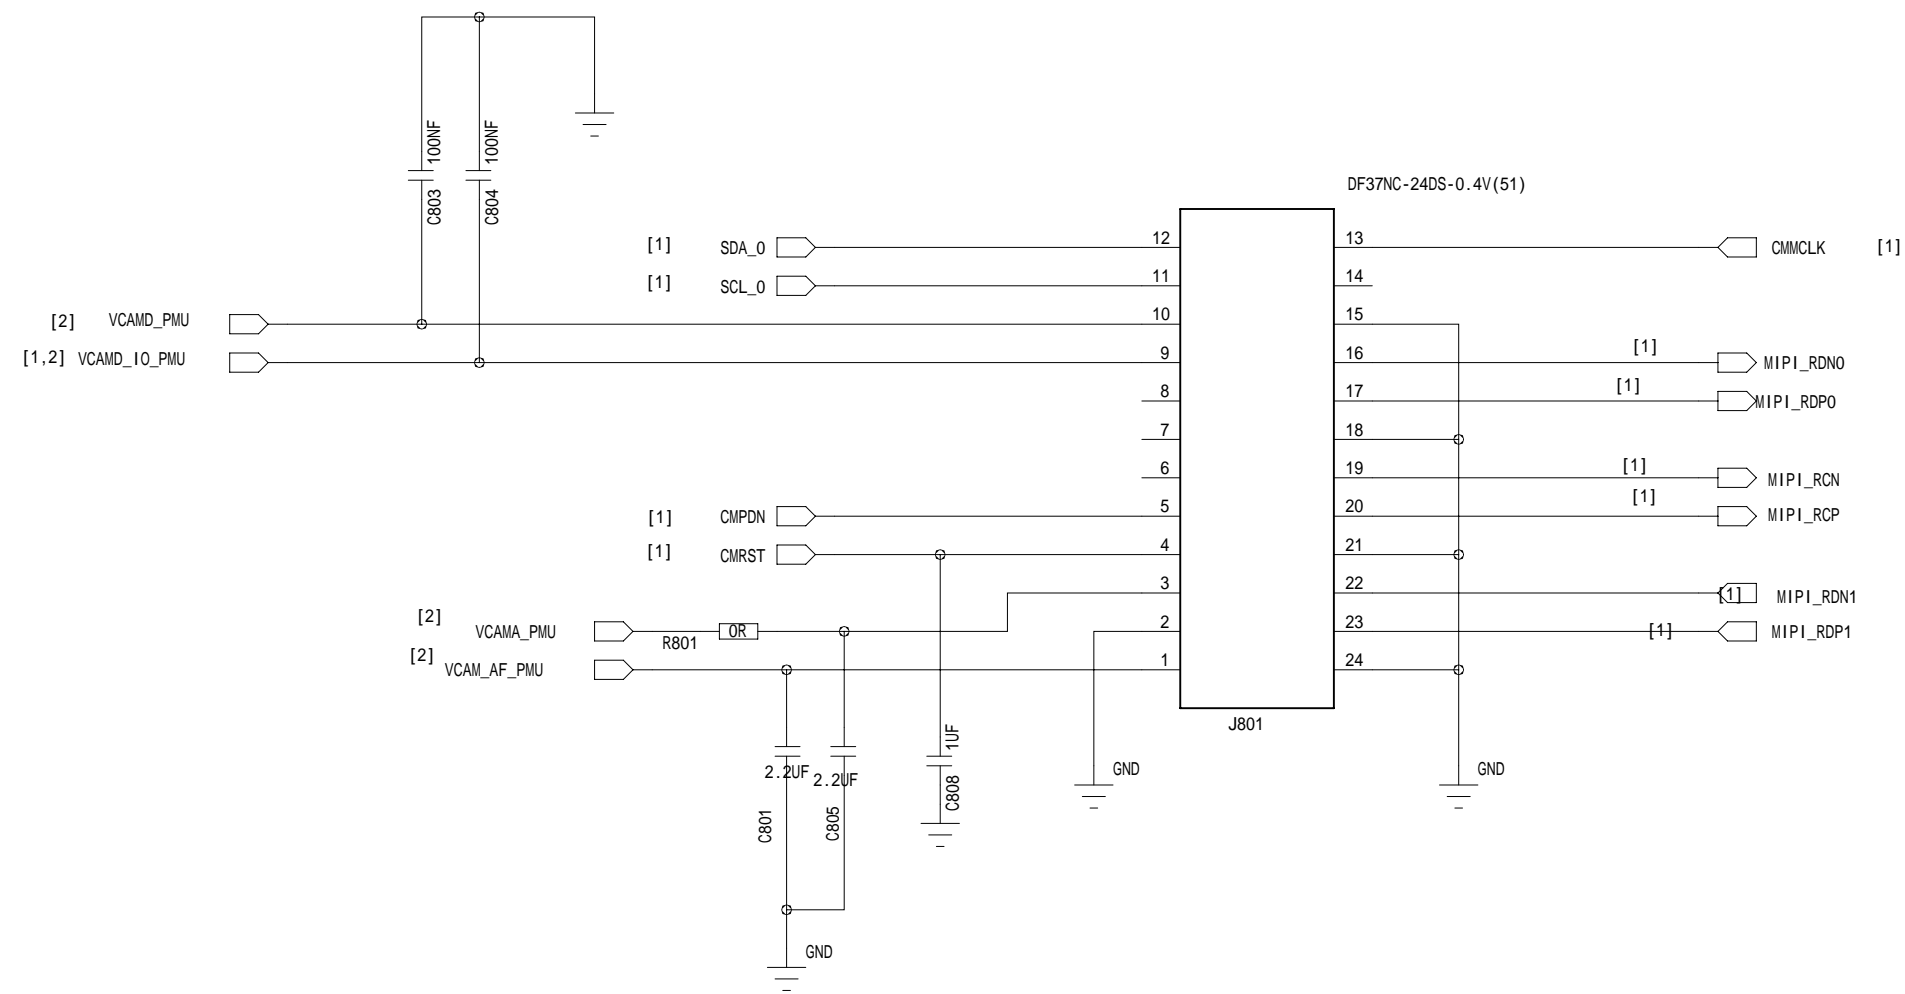 100NF
100NF
C803
C804
DF37NC-24DS-0.4V(51)
[1] SDA_0 12 13 CMMCLK [1]
[1] SCL_0 11 14
[2] VCAMD_PMU 10 15
[1,2] VCAMD_IO_PMU 9 16 [1] MIPI_RDN0
8 17 [1] MIPI_RDP0
7 18
6 19 [1] MIPI_RCN
[1] CMPDN 5 20 [1] MIPI_RCP
[1] CMRST 4 21
3 22 [1] MIPI_RDN1
[2] VCAMA_PMU R801 0R 2 23 [1] MIPI_RDP1
[2] VCAM_AF_PMU 1 24
J801
1UF
2.2UF
2.2UF
C801
C805
C808
GND
GND
GND